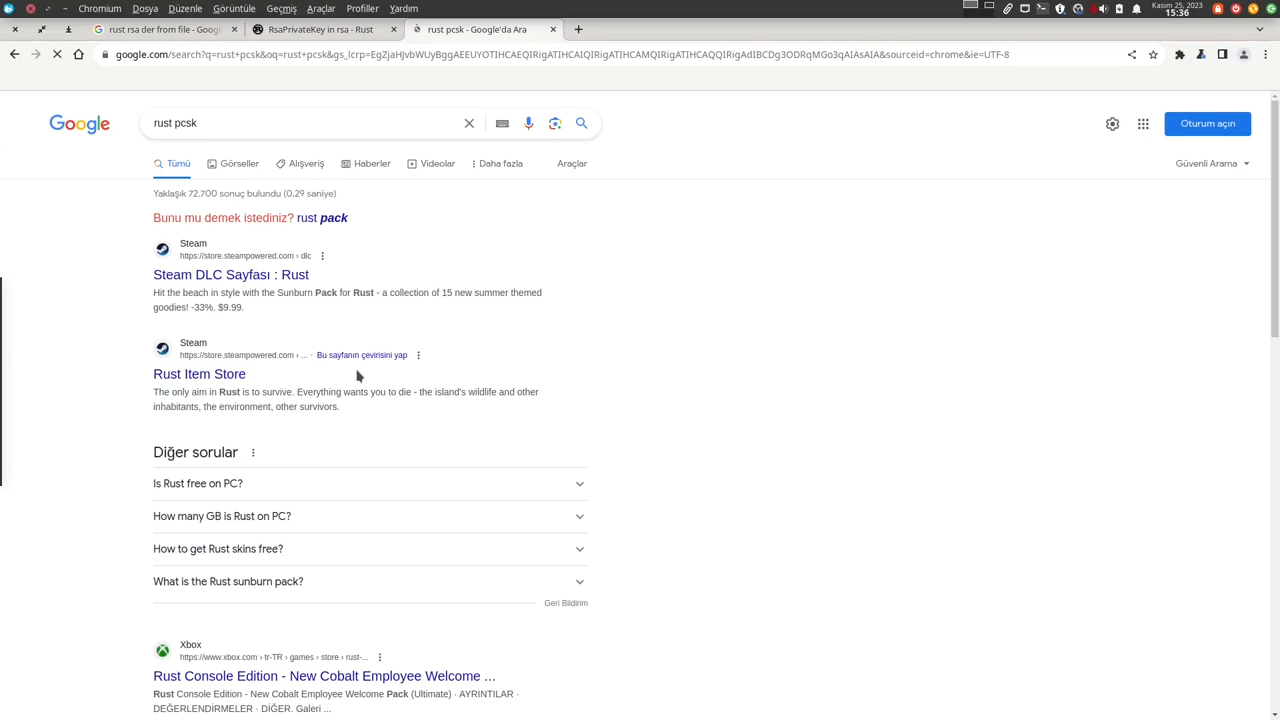 Chromium Dosya Düzenle Görüntüle Geçmiş Araçlar Profiller Yardım
Kasım 25, 2023
15:36
rust rsa der from file - Goog
RsaPrivateKey in rsa - Rust
rust pcsk - Google'da Ara
google.com/search?q=rust+pcsk&oq=rust+pcsk&gs_lcrp=EgZjaHJvbWUyBggAEEUYOTIHCAEQIRigATIHCAIQIRigATIHCAMQIRigATIHCAQQIRigAdIBCDg3ODRqMGo3qAIAsAIA&sourceid=chrome&ie=UTF-8
Google
rust pcsk
Oturum açın
Tümü Görseller Alışveriş Haberler Videolar Daha fazla Araçlar Güvenli Arama
Yaklaşık 72.700 sonuç bulundu (0,29 saniye)
Bunu mu demek istediniz? rust pack
Steam
https://store.steampowered.com › dlc
Steam DLC Sayfası : Rust
Hit the beach in style with the Sunburn Pack for Rust - a collection of 15 new summer themed
goodies! -33%. $9.99.
Steam
https://store.steampowered.com › ... · Bu sayfanın çevirisini yap
Rust Item Store
The only aim in Rust is to survive. Everything wants you to die - the island's wildlife and other
inhabitants, the environment, other survivors.
Diğer sorular
Is Rust free on PC?
How many GB is Rust on PC?
How to get Rust skins free?
What is the Rust sunburn pack?
Geri Bildirim
Xbox
https://www.xbox.com › tr-TR › games › store › rust-...
Rust Console Edition - New Cobalt Employee Welcome ...
Rust Console Edition - New Cobalt Employee Welcome Pack (Ultimate) · AYRINTILAR ·
DEĞERLENDİRMELER · DİĞER. Galeri ...